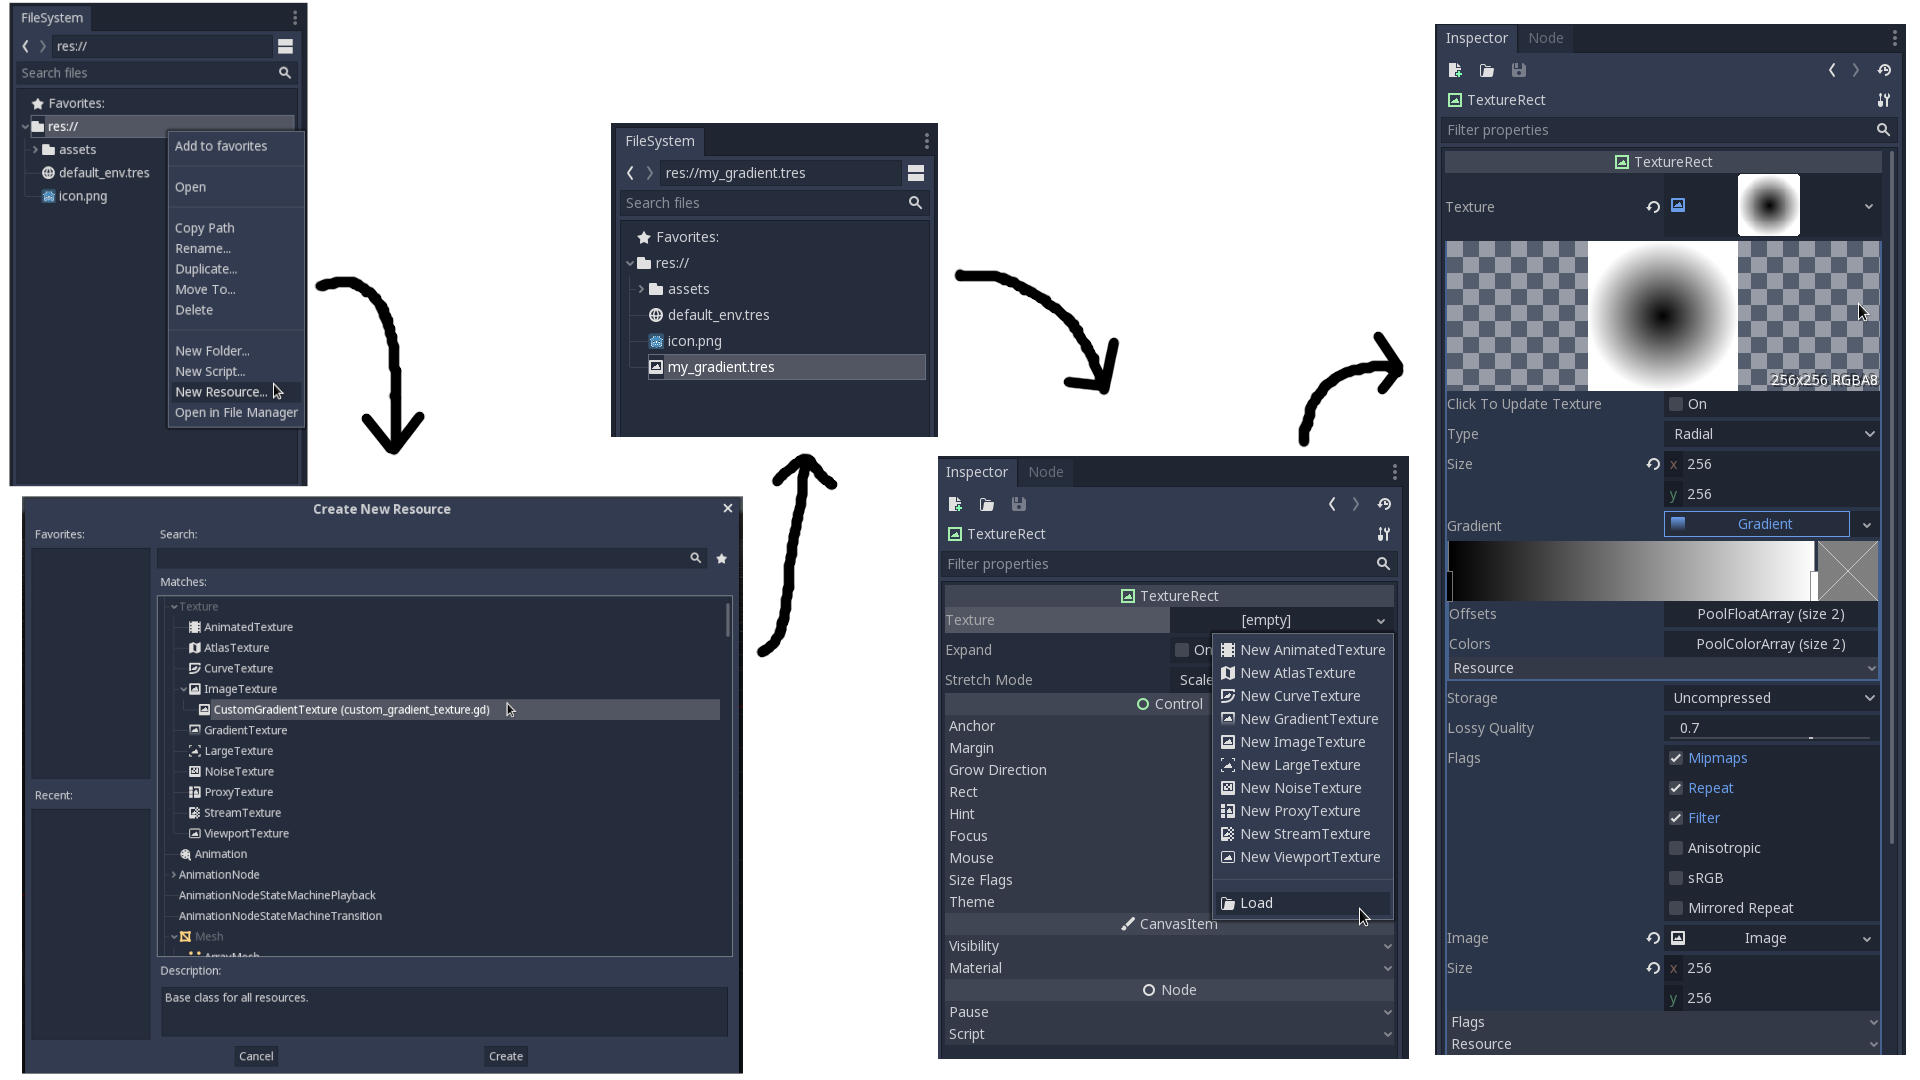 FileSystem
res://
Search files
Favorites:
res://
assets
default_env.tres
icon.png
Add to favorites
Open
Copy Path
Rename...
Duplicate...
Move To...
Delete
New Folder...
New Script...
New Resource...
Open in File Manager
Create New Resource
Favorites:
Search:
Matches:
Texture
AnimatedTexture
AtlasTexture
CurveTexture
ImageTexture
CustomGradientTexture (custom_gradient_texture.gd)
GradientTexture
LargeTexture
NoiseTexture
ProxyTexture
StreamTexture
ViewportTexture
Animation
AnimationNode
AnimationNodeStateMachinePlayback
AnimationNodeStateMachineTransition
Mesh
ArrayMesh
Recent:
Description:
Base class for all resources.
Cancel
Create
FileSystem
res://my_gradient.tres
Search files
Favorites:
res://
assets
default_env.tres
icon.png
my_gradient.tres
Inspector Node
TextureRect
Filter properties
TextureRect
Texture [empty]
Expand On
Stretch Mode Scale
Control
Anchor
Margin
Grow Direction
Rect
Hint
Focus
Mouse
Size Flags
Theme
New AnimatedTexture
New AtlasTexture
New CurveTexture
New GradientTexture
New ImageTexture
New LargeTexture
New NoiseTexture
New ProxyTexture
New StreamTexture
New ViewportTexture
Load
CanvasItem
Visibility
Material
Node
Pause
Script
Inspector Node
TextureRect
Filter properties
TextureRect
Texture
256x256 RGBA8
Click To Update Texture On
Type Radial
Size x 256
y 256
Gradient Gradient
Offsets PoolFloatArray (size 2)
Colors PoolColorArray (size 2)
Resource
Storage Uncompressed
Lossy Quality 0.7
Flags Mipmaps
Repeat
Filter
Anisotropic
sRGB
Mirrored Repeat
Image Image
Size x 256
y 256
Flags
Resource